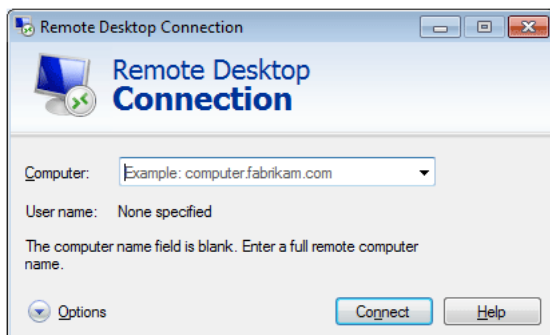 Remote Desktop Connection
Remote Desktop
Connection
Computer:
Example: computer.fabrikam.com
User name: None specified
The computer name field is blank. Enter a full remote computer
name.
Options
Connect
Help